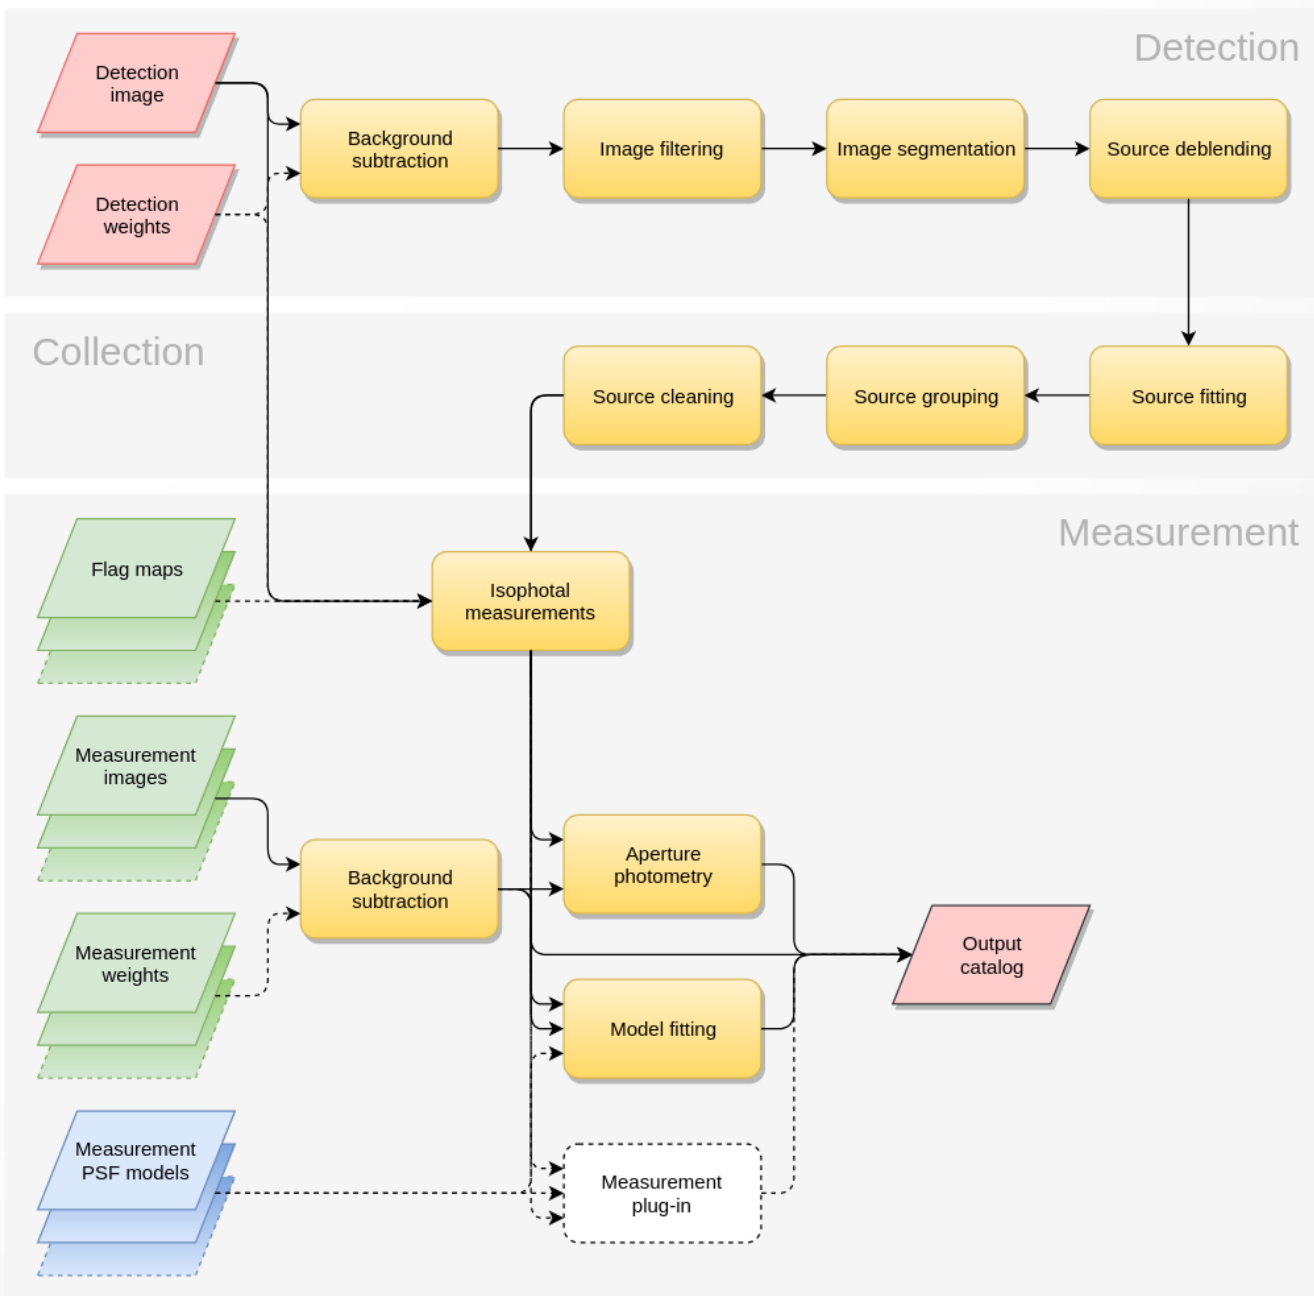 Detection
Detection
image
Detection
weights
Background
subtraction
Image filtering
Image segmentation
Source deblending
Collection
Source cleaning
Source grouping
Source fitting
Measurement
Flag maps
Isophotal
measurements
Measurement
images
Measurement
weights
Background
subtraction
Aperture
photometry
Output
catalog
Model fitting
Measurement
PSF models
Measurement
plug-in